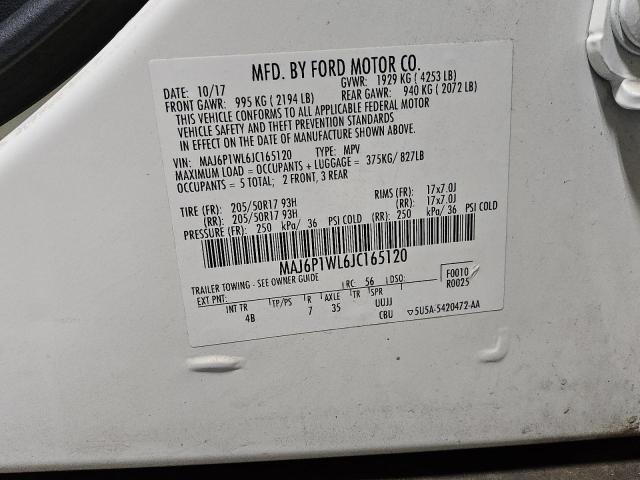 MFD. BY FORD MOTOR CO.
DATE: 10/17 GVWR: 1929 KG ( 4253 LB)
FRONT GAWR: 995 KG ( 2194 LB) REAR GAWR: 940 KG ( 2072 LB)
THIS VEHICLE CONFORMS TO ALL APPLICABLE FEDERAL MOTOR
VEHICLE SAFETY AND THEFT PREVENTION STANDARDS
IN EFFECT ON THE DATE OF MANUFACTURE SHOWN ABOVE.
VIN: MAJ6P1WL6JC165120 TYPE: MPV
MAXIMUM LOAD = OCCUPANTS + LUGGAGE = 375KG/ 827LB
OCCUPANTS = 5 TOTAL; 2 FRONT, 3 REAR
TIRE (FR): 205/50R17 93H RIMS (FR): 17x7.0J
(RR): 205/50R17 93H (RR): 17x7.0J
PRESSURE (FR): 250 kPa/ 36 PSI COLD (RR): 250 kPa/ 36 PSI COLD
MAJ6P1WL6JC165120
TRAILER TOWING - SEE OWNER GUIDE
EXT PNT: RC: 56 DSO: F0010
R0025
INT TR TP/PS R AXLE TR SPR UUJJ
4B 7 35 CBU ▽5U5A-5420472-AA